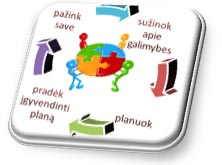 pažink
save
sužinok
apie
galimybes
planuok
pradėk
įgyvendinti
planą